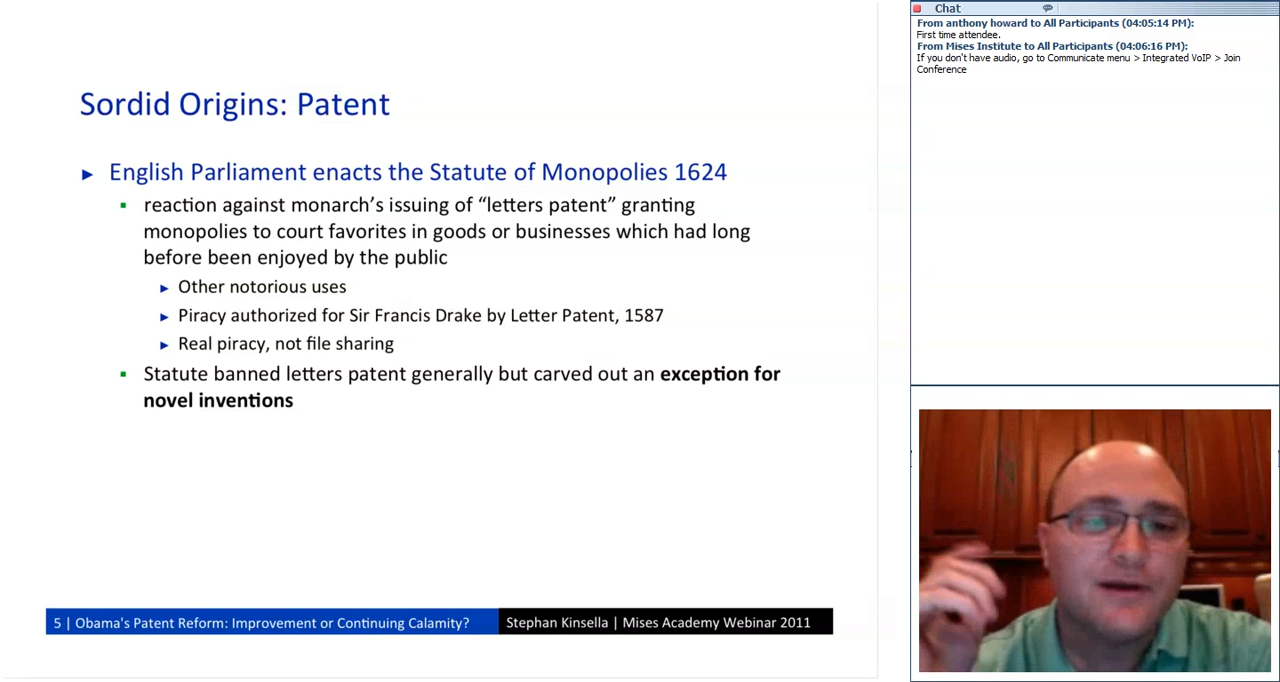 Sordid Origins: Patent
► English Parliament enacts the Statute of Monopolies 1624
▪ reaction against monarch's issuing of “letters patent” granting
monopolies to court favorites in goods or businesses which had long
before been enjoyed by the public
► Other notorious uses
► Piracy authorized for Sir Francis Drake by Letter Patent, 1587
► Real piracy, not file sharing
▪ Statute banned letters patent generally but carved out an exception for
novel inventions
5 | Obama's Patent Reform: Improvement or Continuing Calamity?
Stephan Kinsella | Mises Academy Webinar 2011
Chat
From anthony howard to All Participants (04:05:14 PM):
First time attendee.
From Mises Institute to All Participants (04:06:16 PM):
If you don't have audio, go to Communicate menu > Integrated VoIP > Join
Conference